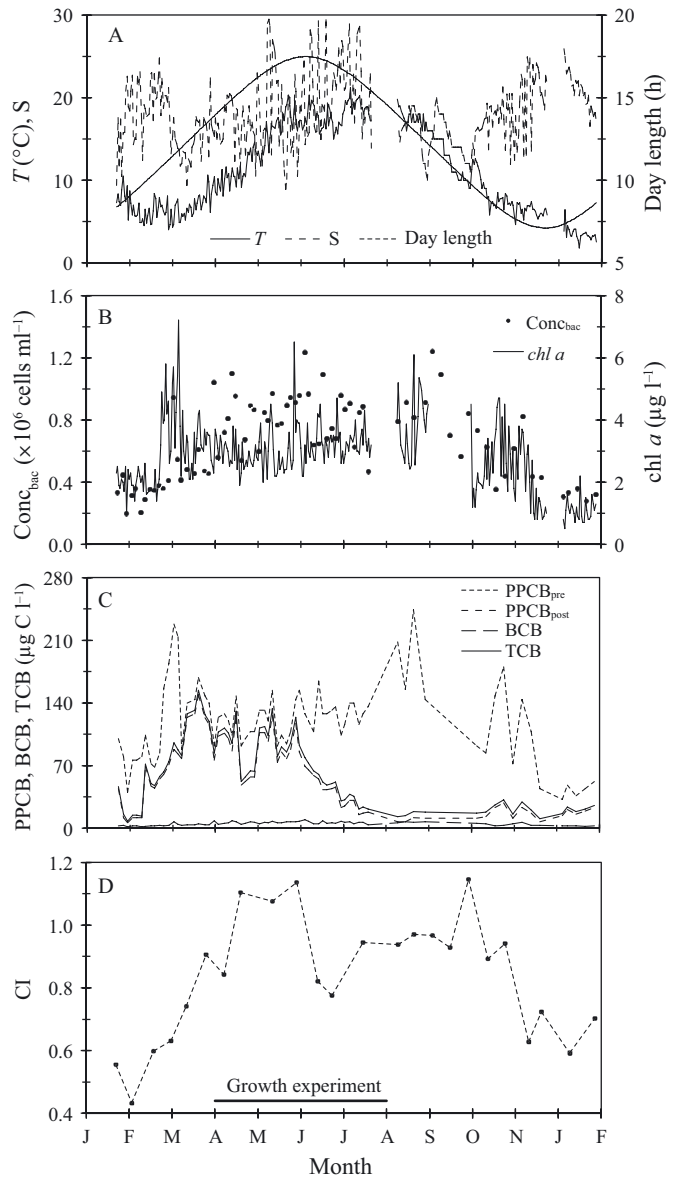 A
30
20
10
0
T (°C), S
20
15
10
5
Day length (h)
T
S
Day length
B
1.6
1.2
0.8
0.4
0.0
Conc_bac (×10⁶ cells ml⁻¹)
8
6
4
2
0
chl a (µg l⁻¹)
Conc_bac
chl a
C
280
210
140
70
0
PPCB, BCB, TCB (µg C l⁻¹)
PPCB_pre
PPCB_post
BCB
TCB
D
1.2
1.0
0.8
0.6
0.4
CI
Growth experiment
J F M A M J J A S O N J F
Month